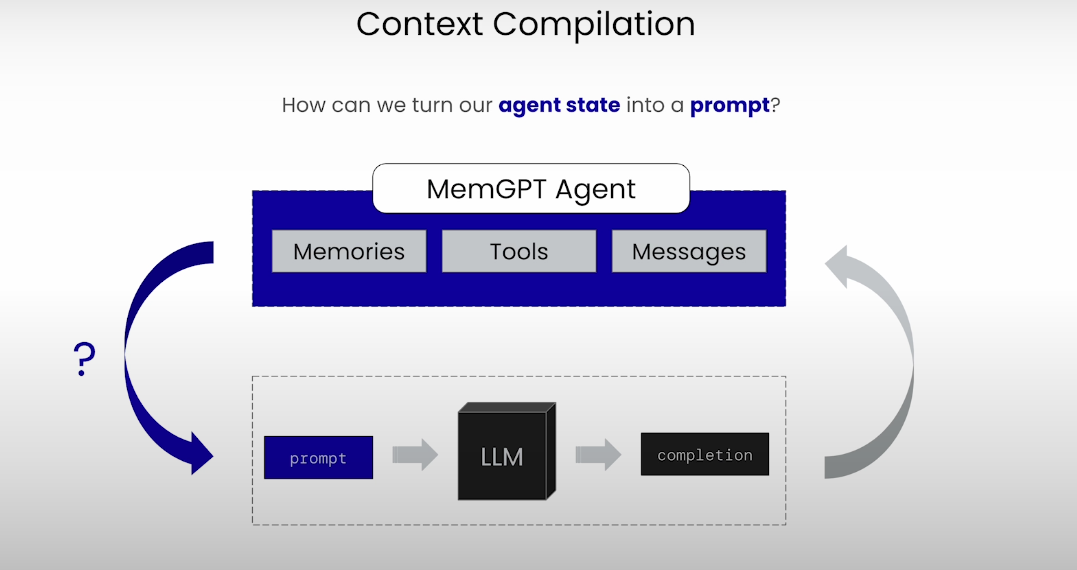 Context Compilation
How can we turn our agent state into a prompt?
MemGPT Agent
Memories
Tools
Messages
?
prompt
LLM
completion